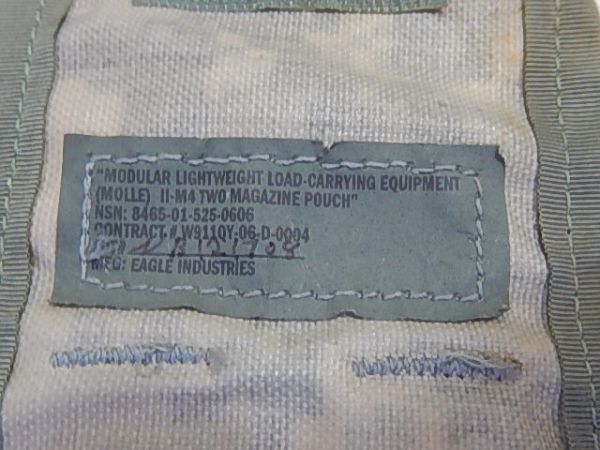 "MODULAR LIGHTWEIGHT LOAD-CARRYING EQUIPMENT
(MOLLE) II-M4 TWO MAGAZINE POUCH"
NSN: 8465-01-525-0606
CONTRACT # W911QY-06-D-0004
MFG: EAGLE INDUSTRIES